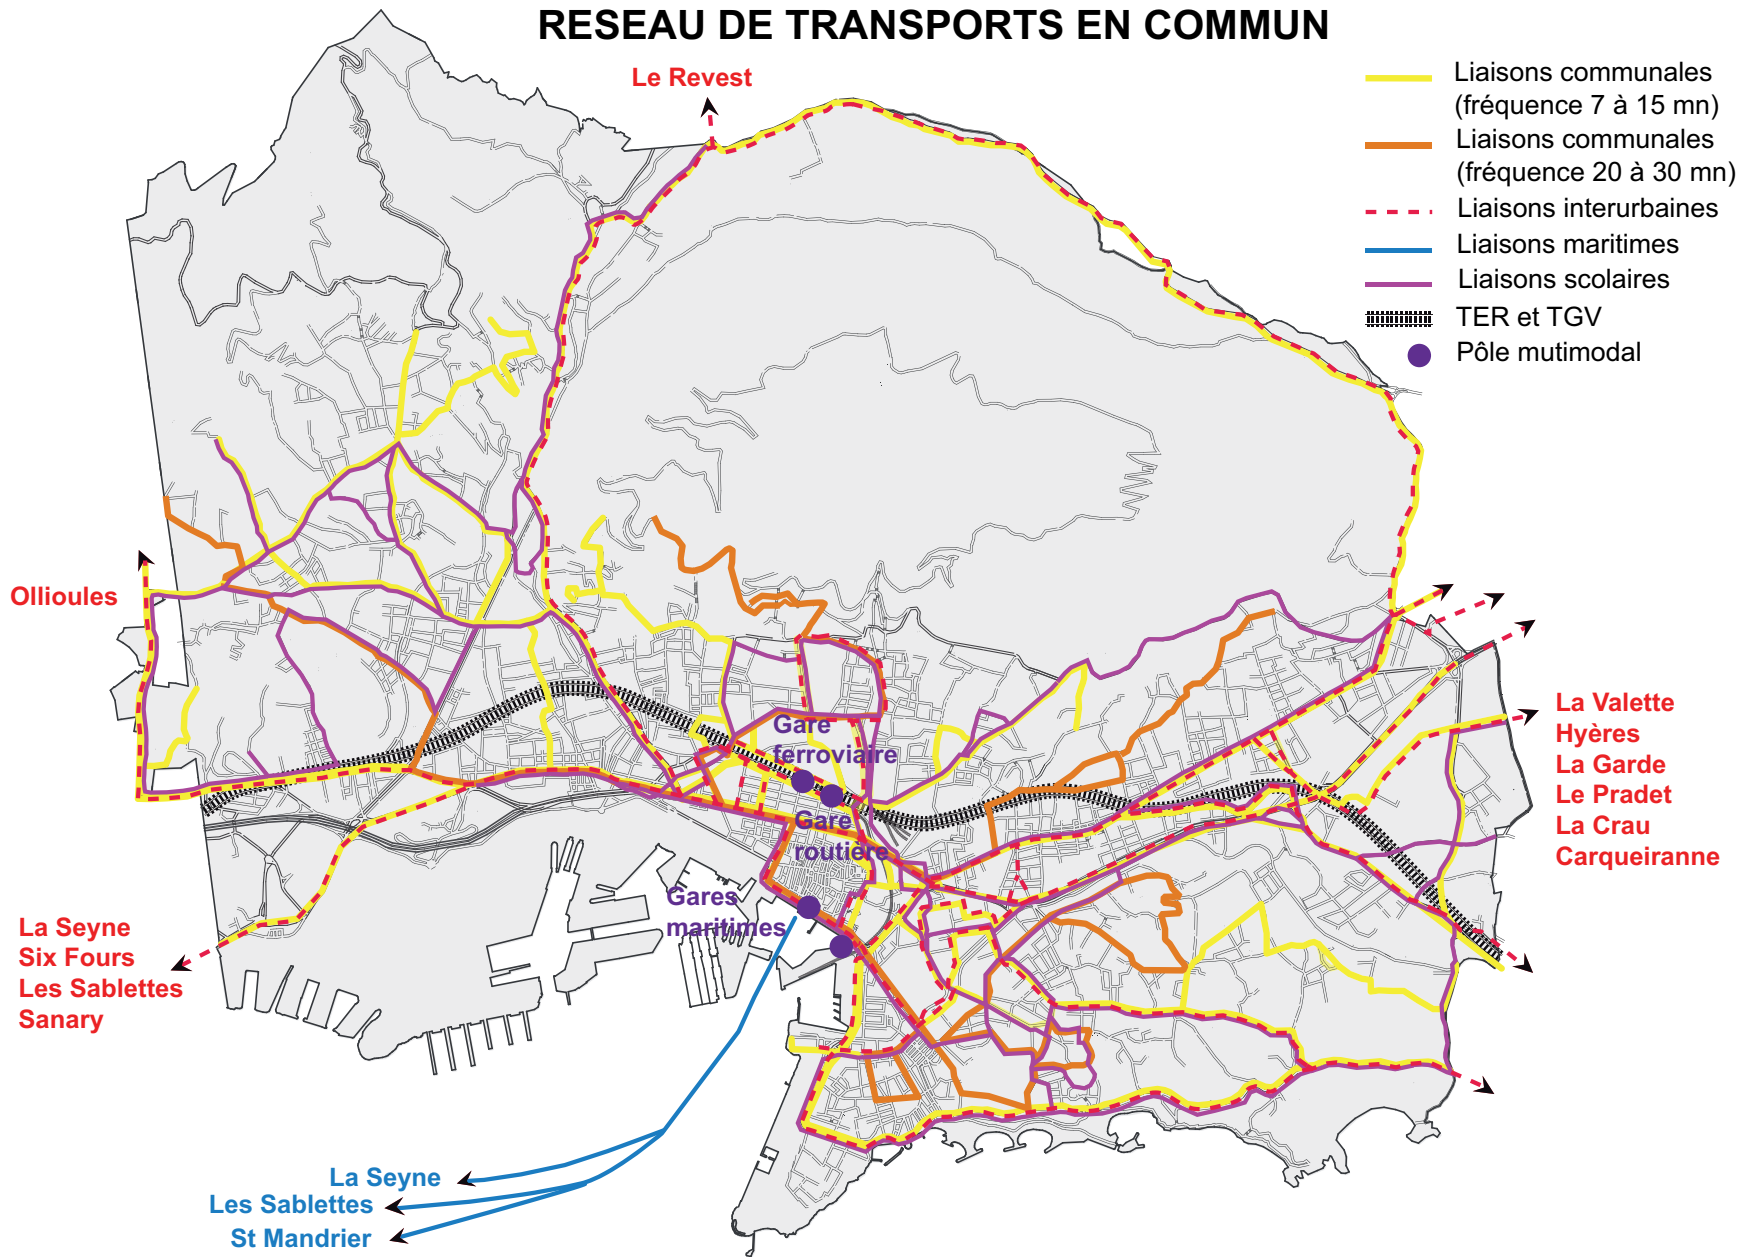 RESEAU DE TRANSPORTS EN COMMUN
Le Revest
Liaisons communales
(fréquence 7 à 15 mn)
Liaisons communales
(fréquence 20 à 30 mn)
Liaisons interurbaines
Liaisons maritimes
Liaisons scolaires
TER et TGV
Pôle mutimodal
Ollioules
Gare
ferroviaire
Gare
routière
Gares
maritimes
La Valette
Hyères
La Garde
Le Pradet
La Crau
Carqueiranne
La Seyne
Six Fours
Les Sablettes
Sanary
La Seyne
Les Sablettes
St Mandrier